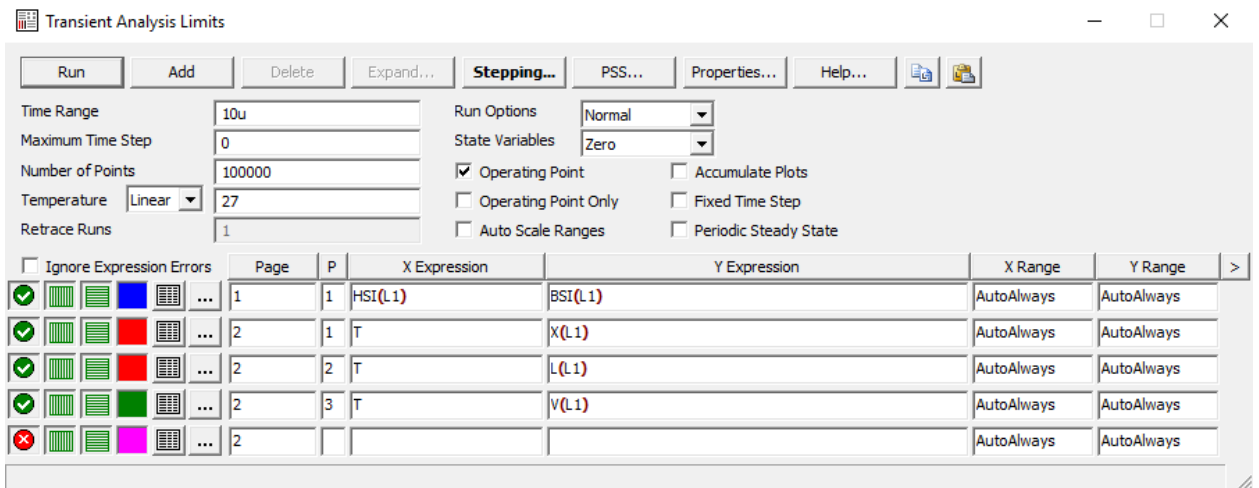 Transient Analysis Limits
Run Add Delete Expand... Stepping... PSS... Properties... Help...
Time Range 10u Run Options Normal
Maximum Time Step 0 State Variables Zero
Number of Points 100000 Operating Point Accumulate Plots
Temperature Linear 27 Operating Point Only Fixed Time Step
Retrace Runs 1 Auto Scale Ranges Periodic Steady State
Ignore Expression Errors Page P X Expression Y Expression X Range Y Range >
... 1 1 HSI(L1) BSI(L1) AutoAlways AutoAlways
... 2 1 T X(L1) AutoAlways AutoAlways
... 2 2 T L(L1) AutoAlways AutoAlways
... 2 3 T V(L1) AutoAlways AutoAlways
... 2 AutoAlways AutoAlways